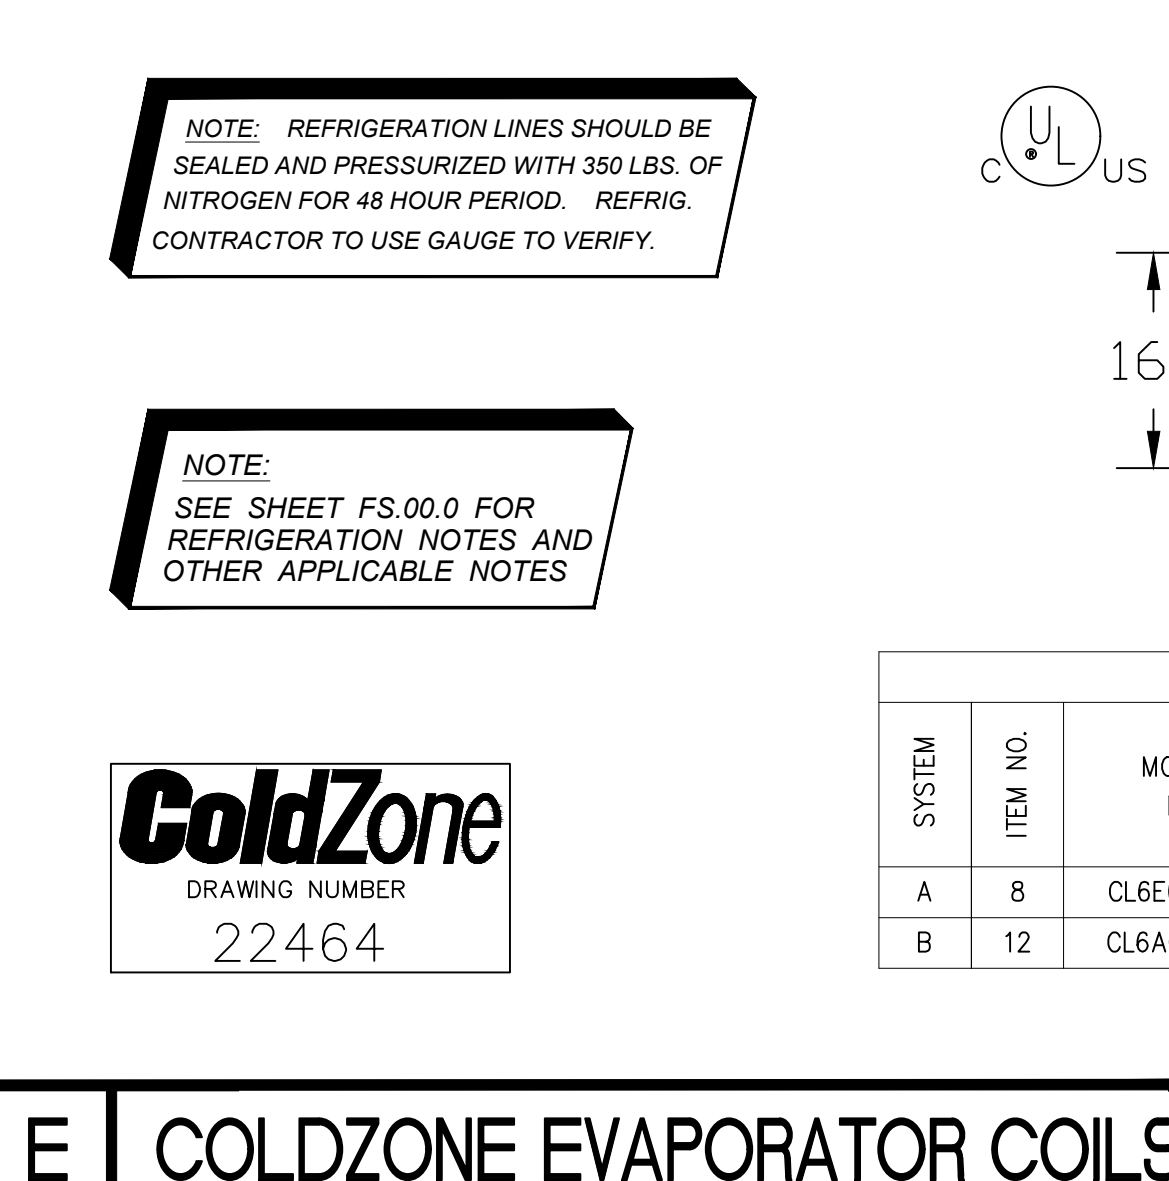 NOTE: REFRIGERATION LINES SHOULD BE
SEALED AND PRESSURIZED WITH 350 LBS. OF
NITROGEN FOR 48 HOUR PERIOD. REFRIG.
CONTRACTOR TO USE GAUGE TO VERIFY.
C UL ® US
16
NOTE:
SEE SHEET FS.00.0 FOR
REFRIGERATION NOTES AND
OTHER APPLICABLE NOTES
ColdZone
DRAWING NUMBER
22464
SYSTEM
ITEM NO.
A 8
B 12
E COLDZONE EVAPORATOR COILS